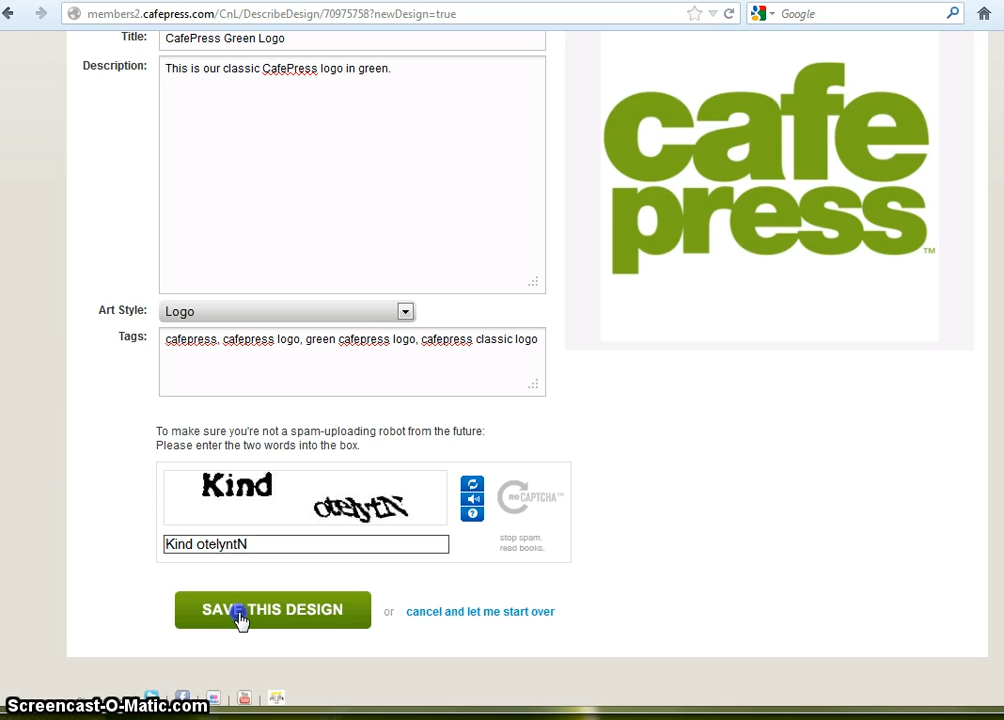 members2.cafepress.com/CnL/DescribeDesign/70975758?newDesign=true
Google
Title:
CafePress Green Logo
Description:
This is our classic CafePress logo in green.
cafe
press™
Art Style:
Logo
Tags:
cafepress, cafepress logo, green cafepress logo, cafepress classic logo
To make sure you're not a spam-uploading robot from the future:
Please enter the two words into the box.
Kind
otelyntN
reCAPTCHA™
Kind otelyntN
stop spam.
read books.
SAVE THIS DESIGN
or
cancel and let me start over
Screencast-O-Matic.com